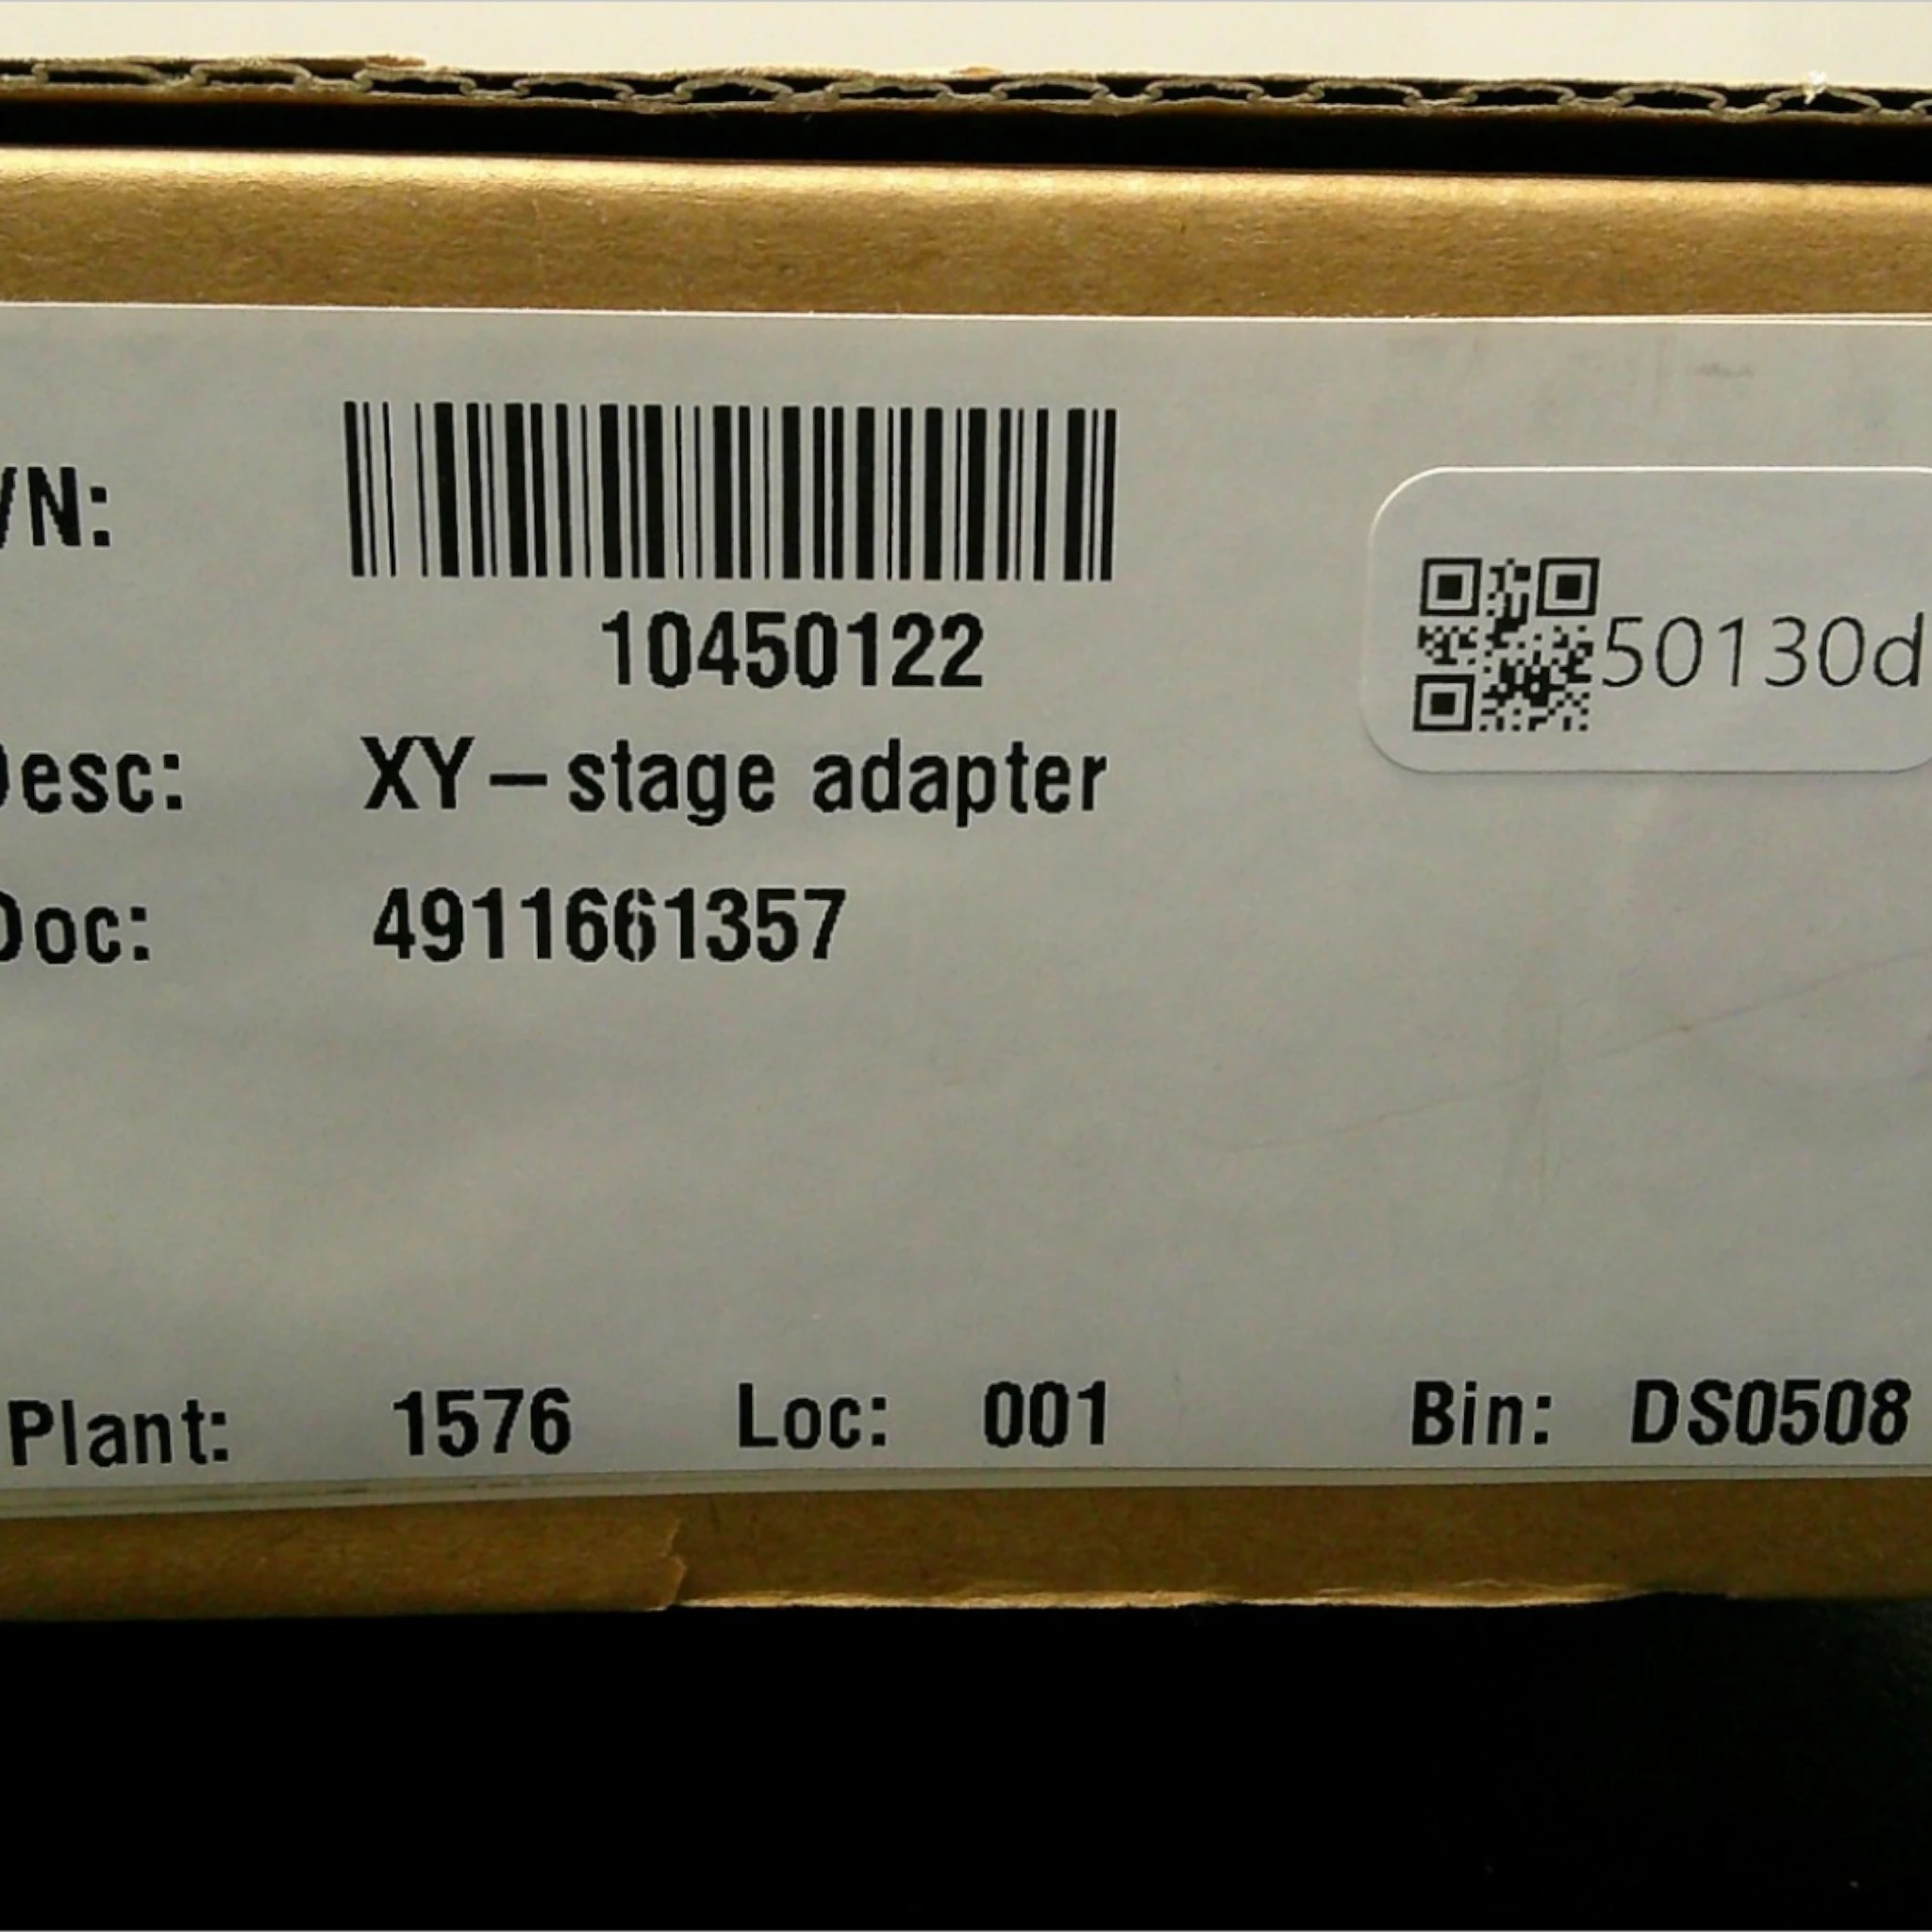 /N:
10450122
50130d
Desc: XY-stage adapter
Doc: 4911661357
Plant: 1576 Loc: 001 Bin: DS0508